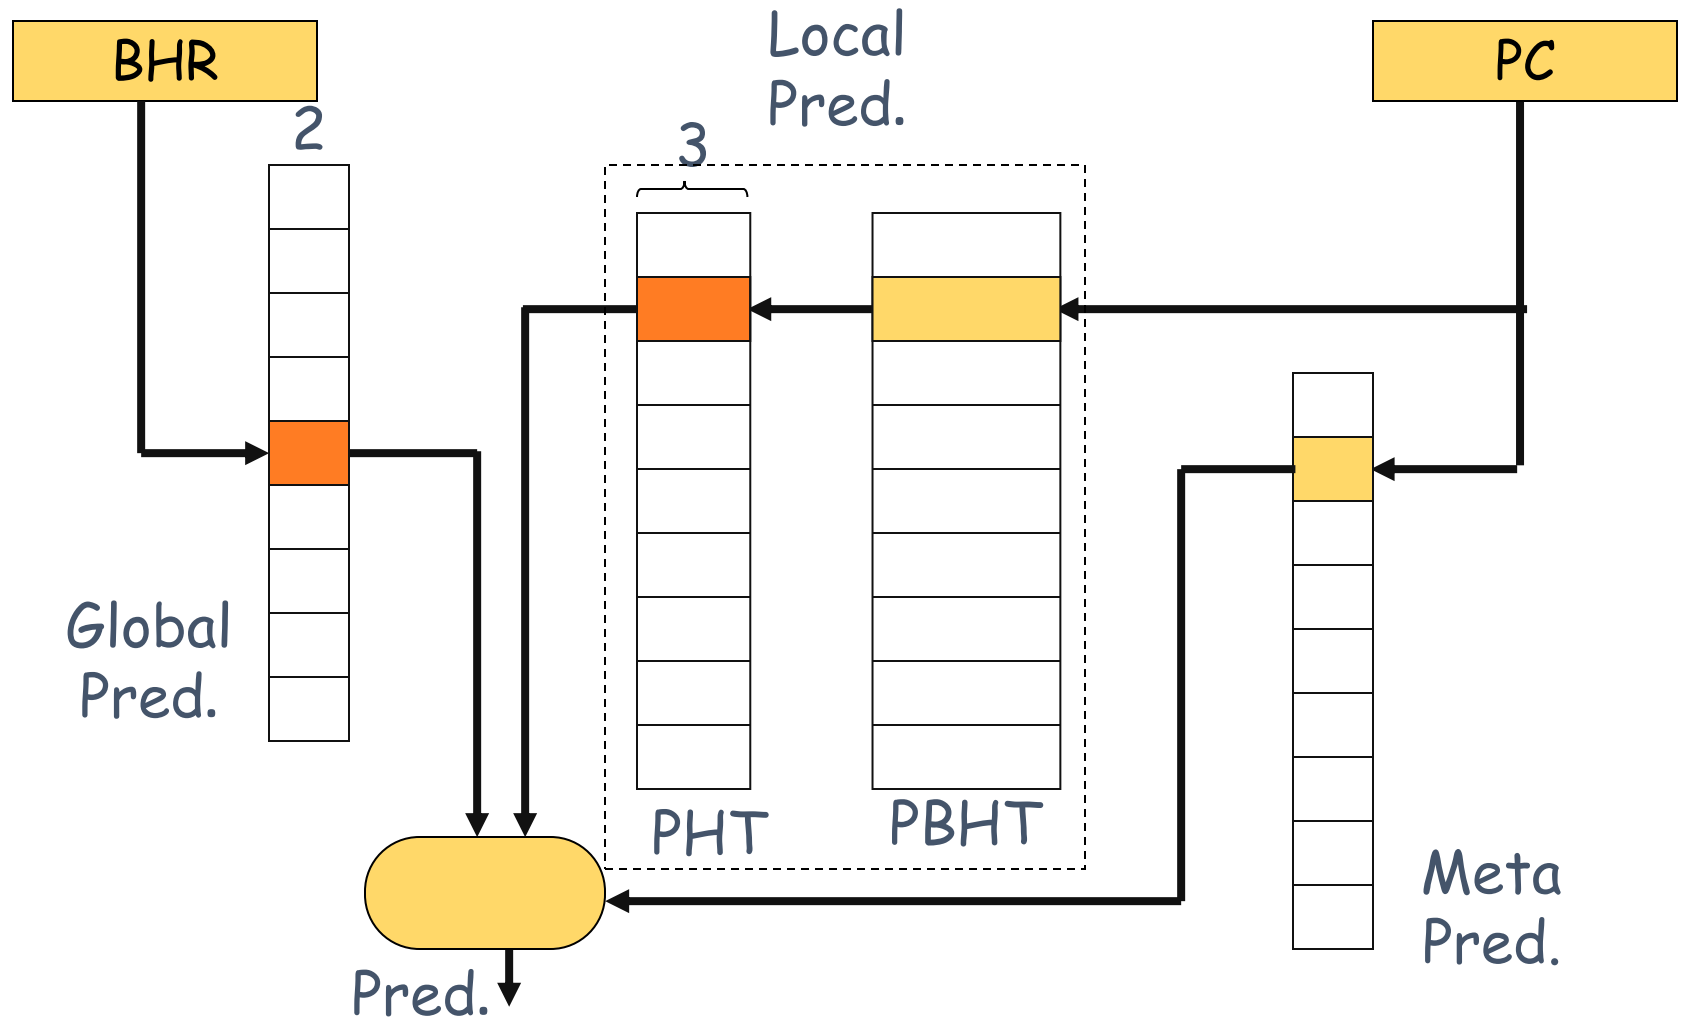 BHR
Local
Pred.
PC
2
3
Global
Pred.
PHT
PBHT
Meta
Pred.
Pred.